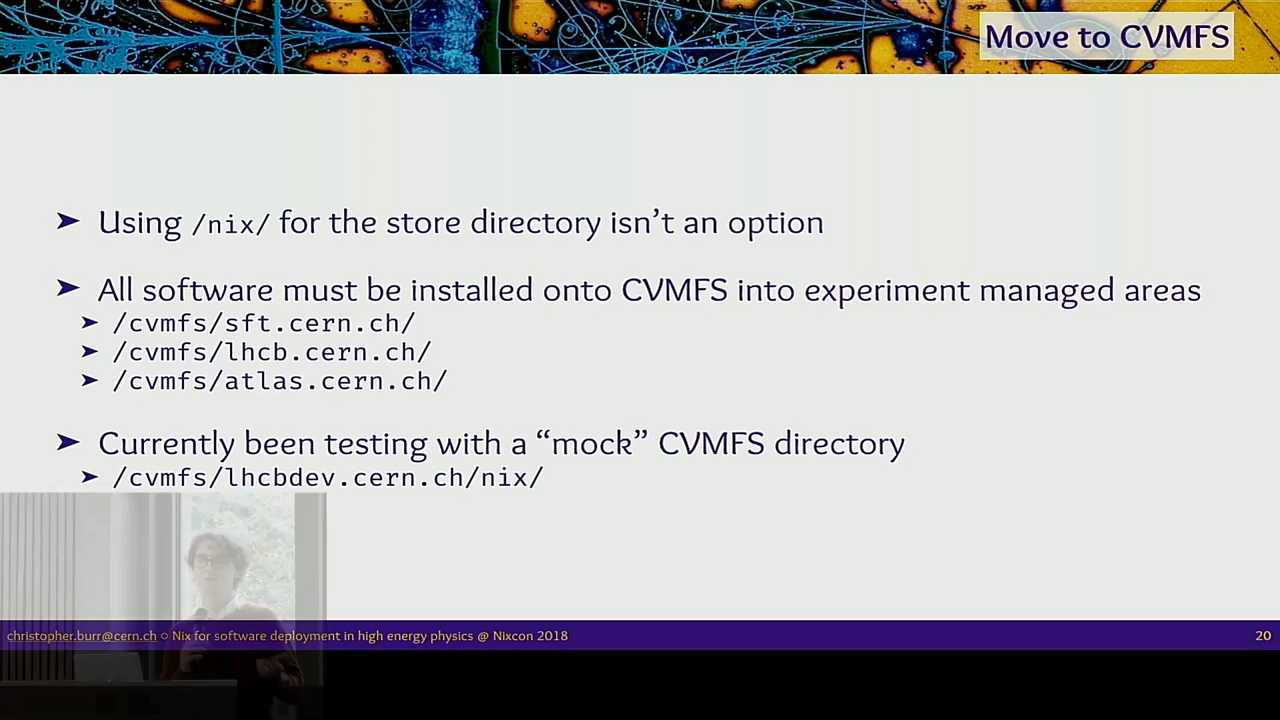 Move to CVMFS
➤ Using /nix/ for the store directory isn’t an option
➤ All software must be installed onto CVMFS into experiment managed areas
➤ /cvmfs/sft.cern.ch/
➤ /cvmfs/lhcb.cern.ch/
➤ /cvmfs/atlas.cern.ch/
➤ Currently been testing with a “mock” CVMFS directory
➤ /cvmfs/lhcbdev.cern.ch/nix/
christopher.burr@cern.ch ○ Nix for software deployment in high energy physics @ Nixcon 2018
20